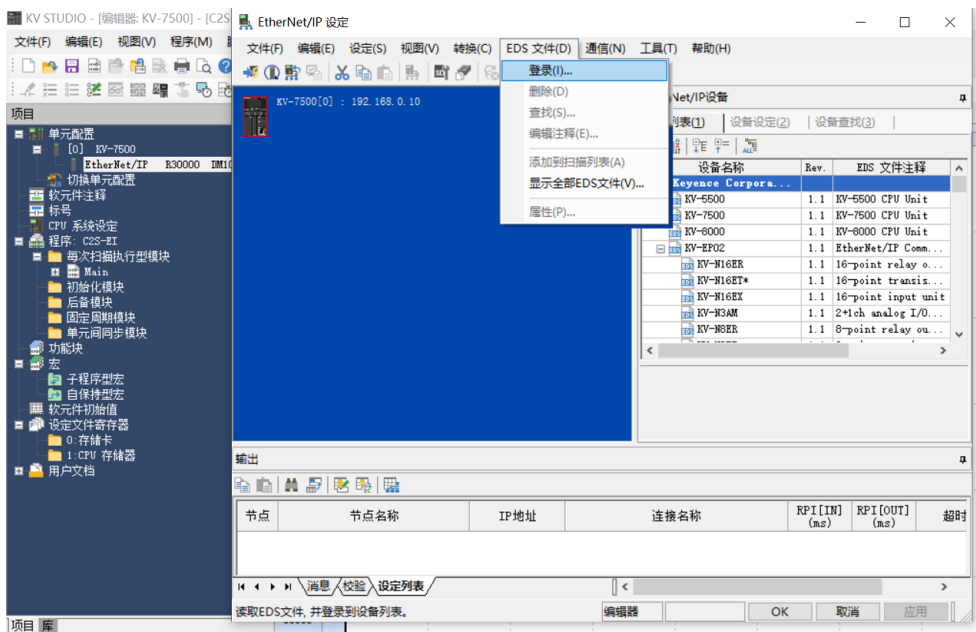 KV STUDIO - [编辑器: KV-7500] - [C2S
文件(F) 编辑(E) 视图(V) 程序(M)
项目
单元配置
[0] KV-7500
EtherNet/IP R30000 DM10
切换单元配置
软元件注释
标号
CPU 系统设定
程序: C2S-EI
每次扫描执行型模块
Main
初始化模块
后备模块
固定周期模块
单元间同步模块
功能块
宏
子程序型宏
自保持型宏
软元件初始值
设定文件寄存器
0:存储卡
1:CPU 存储器
用户文档
项目 库
EtherNet/IP 设定
文件(F) 编辑(E) 设定(S) 视图(V) 转换(C) EDS 文件(D) 通信(N) 工具(T) 帮助(H)
登录(I)...
删除(D)
查找(S)...
编辑注释(E)...
添加到扫描列表(A)
显示全部EDS文件(V)...
属性(P)...
KV-7500[0] : 192.168.0.10
Net/IP设备
列表(1) 设备设定(2) 设备查找(3)
设备名称 Rev. EDS 文件注释
Keyence Corpora...
KV-5500 1.1 KV-5500 CPU Unit
KV-7500 1.1 KV-7500 CPU Unit
KV-8000 1.1 KV-8000 CPU Unit
KV-EP02 1.1 EtherNet/IP Comm...
KV-N16ER 1.1 16-point relay o...
KV-N16ET* 1.1 16-point transis...
KV-N16EX 1.1 16-point input unit
KV-N3AM 1.1 2+1ch analog I/O...
KV-N8ER 1.1 8-point relay ou...
输出
节点 节点名称 IP地址 连接名称 RPI[IN] (ms) RPI[OUT] (ms) 超时
消息 校验 设定列表
读取EDS文件, 并登录到设备列表。 编辑器 OK 取消 应用